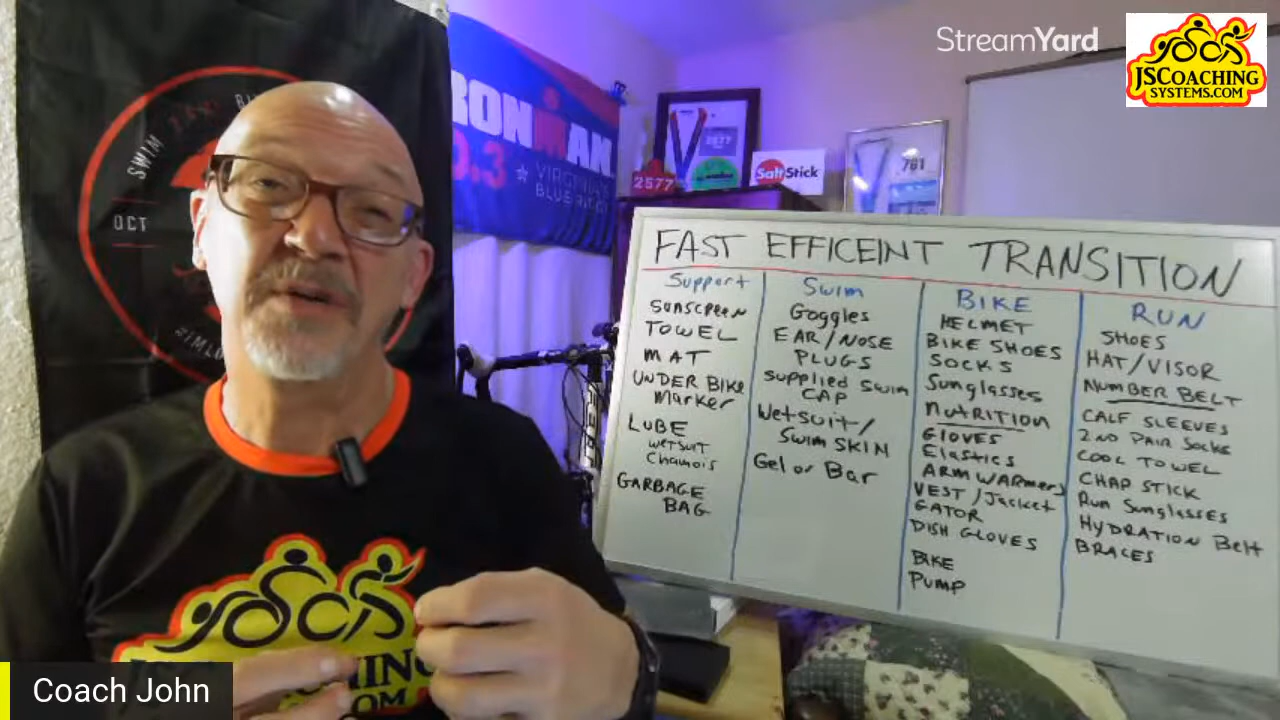 StreamYard
JSCOACHING
SYSTEMS.COM
SWIM
OCT
IRONMAN
VIRGINIA'S
BLUE RIDGE
2577
2577
SaltStick
781
FAST EFFICEINT TRANSITION
Support
SUNSCREEN
TOWEL
MAT
UNDER BIKE
MARKER
LUBE
WETSUIT
Chamois
GARBAGE
BAG
Swim
Goggles
EAR/NOSE
PLUGS
Supplied Swim
CAP
Wetsuit/
Swim SKIN
Gel or Bar
BIKE
HELMET
BIKE SHOES
SOCKS
Sunglasses
NUTRITION
GLOVES
Elastics
ARM WARMERS
VEST/Jacket
GATOR
DISH GLOVES
BIKE
PUMP
RUN
SHOES
HAT/VISOR
NUMBER BELT
CALF SLEEVES
2ND PAIR SOCKS
COOL TOWEL
CHAP STICK
RUN Sunglasses
HYDRATION Belt
BRACES
Coach John